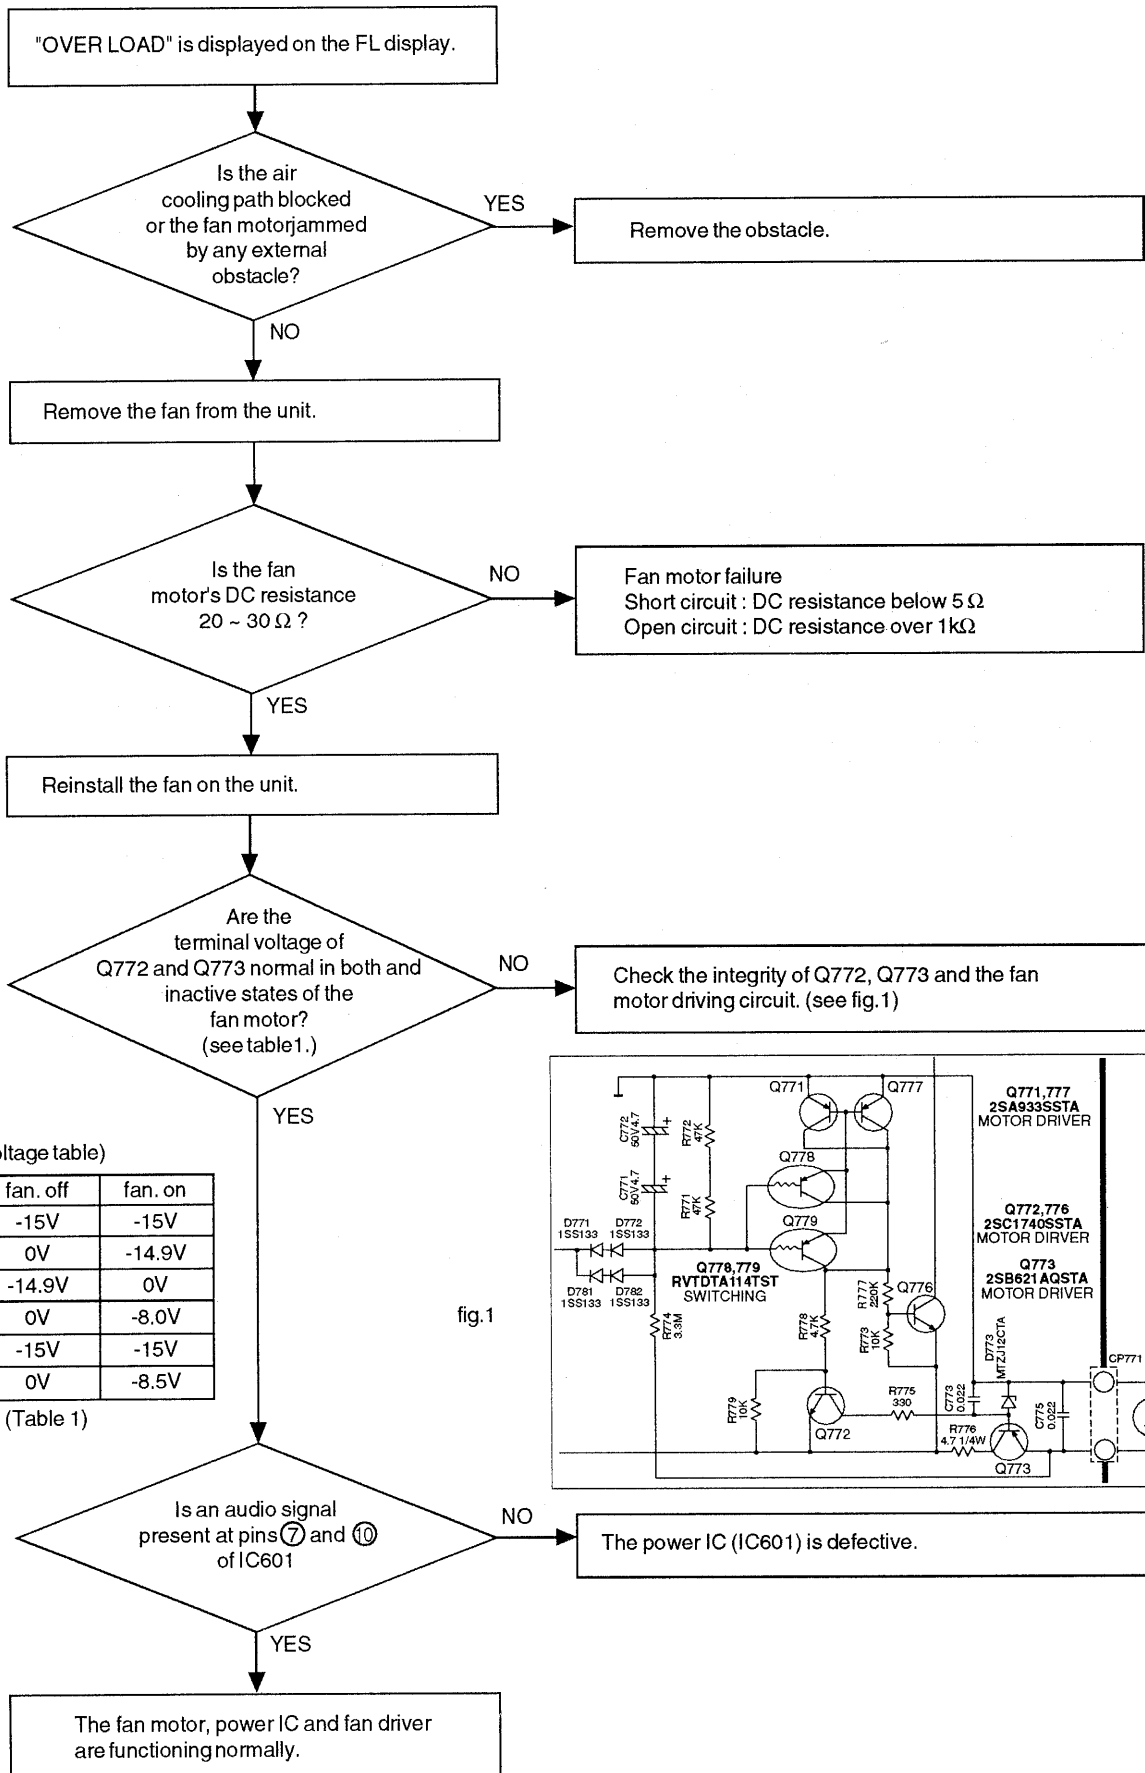 "OVER LOAD" is displayed on the FL display.
Is the air
cooling path blocked
or the fan motorjammed
by any external
obstacle?
YES
Remove the obstacle.
NO
Remove the fan from the unit.
Is the fan
motor's DC resistance
20 ~ 30 Ω ?
NO
Fan motor failure
Short circuit : DC resistance below 5 Ω
Open circuit : DC resistance over 1kΩ
YES
Reinstall the fan on the unit.
Are the
terminal voltage of
Q772 and Q773 normal in both and
inactive states of the
fan motor?
(see table1.)
NO
Check the integrity of Q772, Q773 and the fan
motor driving circuit. (see fig.1)
YES
ltage table)
fan. off fan. on
-15V -15V
0V -14.9V
-14.9V 0V
0V -8.0V
-15V -15V
0V -8.5V
(Table 1)
fig.1
Q771
Q777
Q771,777
2SA933SSTA
MOTOR DRIVER
C772
50V4.7
+
R772
47K
Q778
C771
50V4.7
+
R771
47K
Q779
Q772,776
2SC1740SSTA
MOTOR DIRVER
Q773
2SB621AQSTA
MOTOR DRIVER
D771
1SS133
D772
1SS133
D781
1SS133
D782
1SS133
Q778,779
RVTDTA114TST
SWITCHING
R774
3.3M
R778
4.7K
R777
220K
R773
10K
Q776
D773
MTZJ12CTA
CP771
R779
10K
Q772
R775
330
C773
0.022
C775
0.022
R776
4.7 1/4W
Q773
Is an audio signal
present at pins ⑦ and ⑩
of IC601
NO
The power IC (IC601) is defective.
YES
The fan motor, power IC and fan driver
are functioning normally.